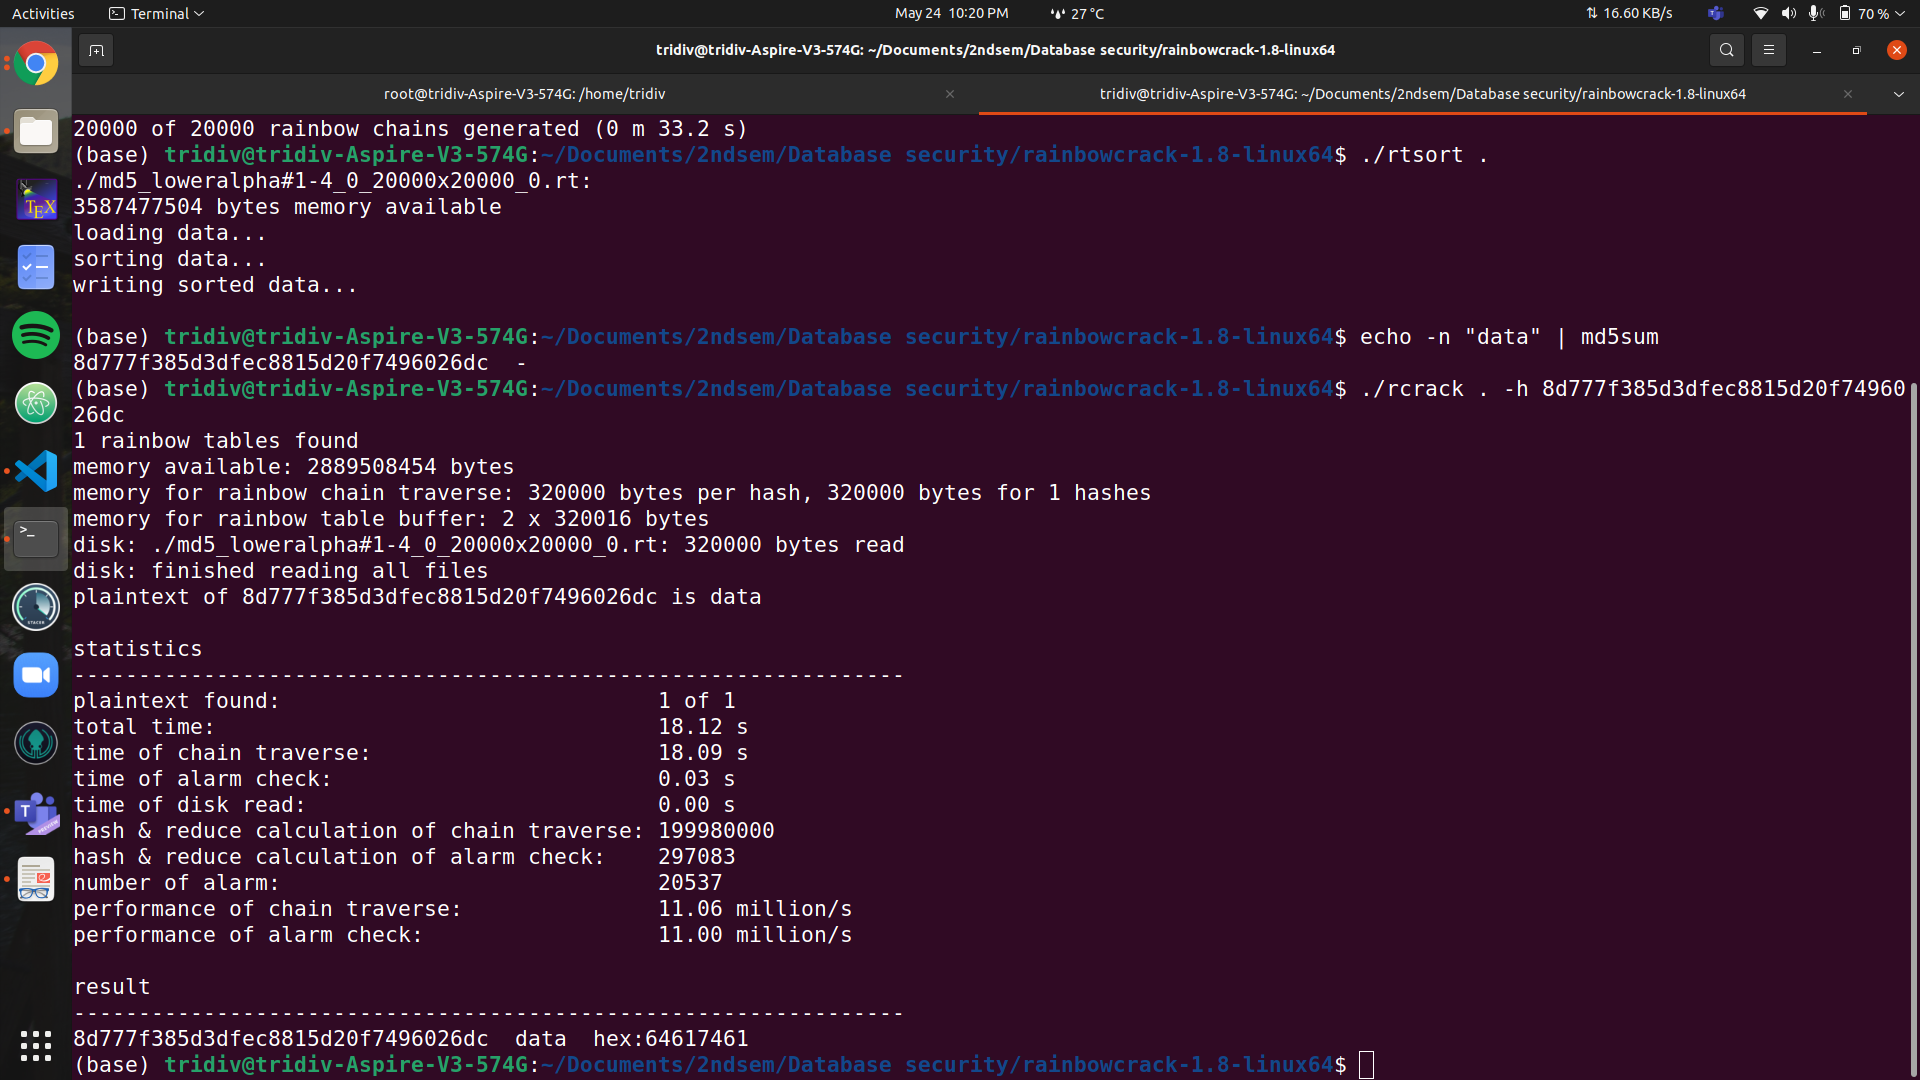 Activities
Terminal
May 24 10:20 PM
27 °C
16.60 KB/s
70 %
tridiv@tridiv-Aspire-V3-574G: ~/Documents/2ndsem/Database security/rainbowcrack-1.8-linux64
root@tridiv-Aspire-V3-574G: /home/tridiv
tridiv@tridiv-Aspire-V3-574G: ~/Documents/2ndsem/Database security/rainbowcrack-1.8-linux64
20000 of 20000 rainbow chains generated (0 m 33.2 s)
(base) tridiv@tridiv-Aspire-V3-574G:~/Documents/2ndsem/Database security/rainbowcrack-1.8-linux64$ ./rtsort .
./md5_loweralpha#1-4_0_20000x20000_0.rt:
3587477504 bytes memory available
loading data...
sorting data...
writing sorted data...
(base) tridiv@tridiv-Aspire-V3-574G:~/Documents/2ndsem/Database security/rainbowcrack-1.8-linux64$ echo -n "data" | md5sum
8d777f385d3dfec8815d20f7496026dc  -
(base) tridiv@tridiv-Aspire-V3-574G:~/Documents/2ndsem/Database security/rainbowcrack-1.8-linux64$ ./rcrack . -h 8d777f385d3dfec8815d20f74960
26dc
1 rainbow tables found
memory available: 2889508454 bytes
memory for rainbow chain traverse: 320000 bytes per hash, 320000 bytes for 1 hashes
memory for rainbow table buffer: 2 x 320016 bytes
disk: ./md5_loweralpha#1-4_0_20000x20000_0.rt: 320000 bytes read
disk: finished reading all files
plaintext of 8d777f385d3dfec8815d20f7496026dc is data
statistics
----------------------------------------------------------------
plaintext found: 1 of 1
total time: 18.12 s
time of chain traverse: 18.09 s
time of alarm check: 0.03 s
time of disk read: 0.00 s
hash & reduce calculation of chain traverse: 199980000
hash & reduce calculation of alarm check: 297083
number of alarm: 20537
performance of chain traverse: 11.06 million/s
performance of alarm check: 11.00 million/s
result
----------------------------------------------------------------
8d777f385d3dfec8815d20f7496026dc  data  hex:64617461
(base) tridiv@tridiv-Aspire-V3-574G:~/Documents/2ndsem/Database security/rainbowcrack-1.8-linux64$